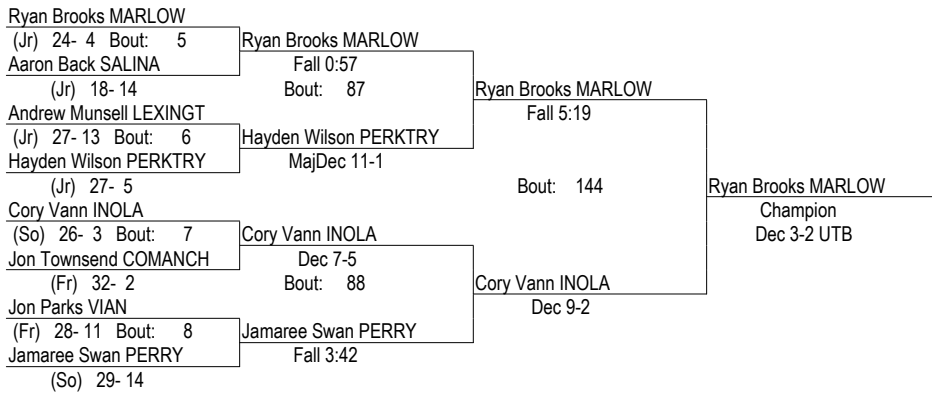 Ryan Brooks MARLOW
(Jr) 24- 4 Bout: 5
Ryan Brooks MARLOW
Aaron Back SALINA
Fall 0:57
(Jr) 18- 14
Bout: 87
Ryan Brooks MARLOW
Andrew Munsell LEXINGT
Fall 5:19
(Jr) 27- 13 Bout: 6
Hayden Wilson PERKTRY
Hayden Wilson PERKTRY
MajDec 11-1
(Jr) 27- 5
Bout: 144
Ryan Brooks MARLOW
Cory Vann INOLA
Champion
(So) 26- 3 Bout: 7
Cory Vann INOLA
Dec 3-2 UTB
Jon Townsend COMANCH
Dec 7-5
(Fr) 32- 2
Bout: 88
Cory Vann INOLA
Jon Parks VIAN
Dec 9-2
(Fr) 28- 11 Bout: 8
Jamaree Swan PERRY
Jamaree Swan PERRY
Fall 3:42
(So) 29- 14